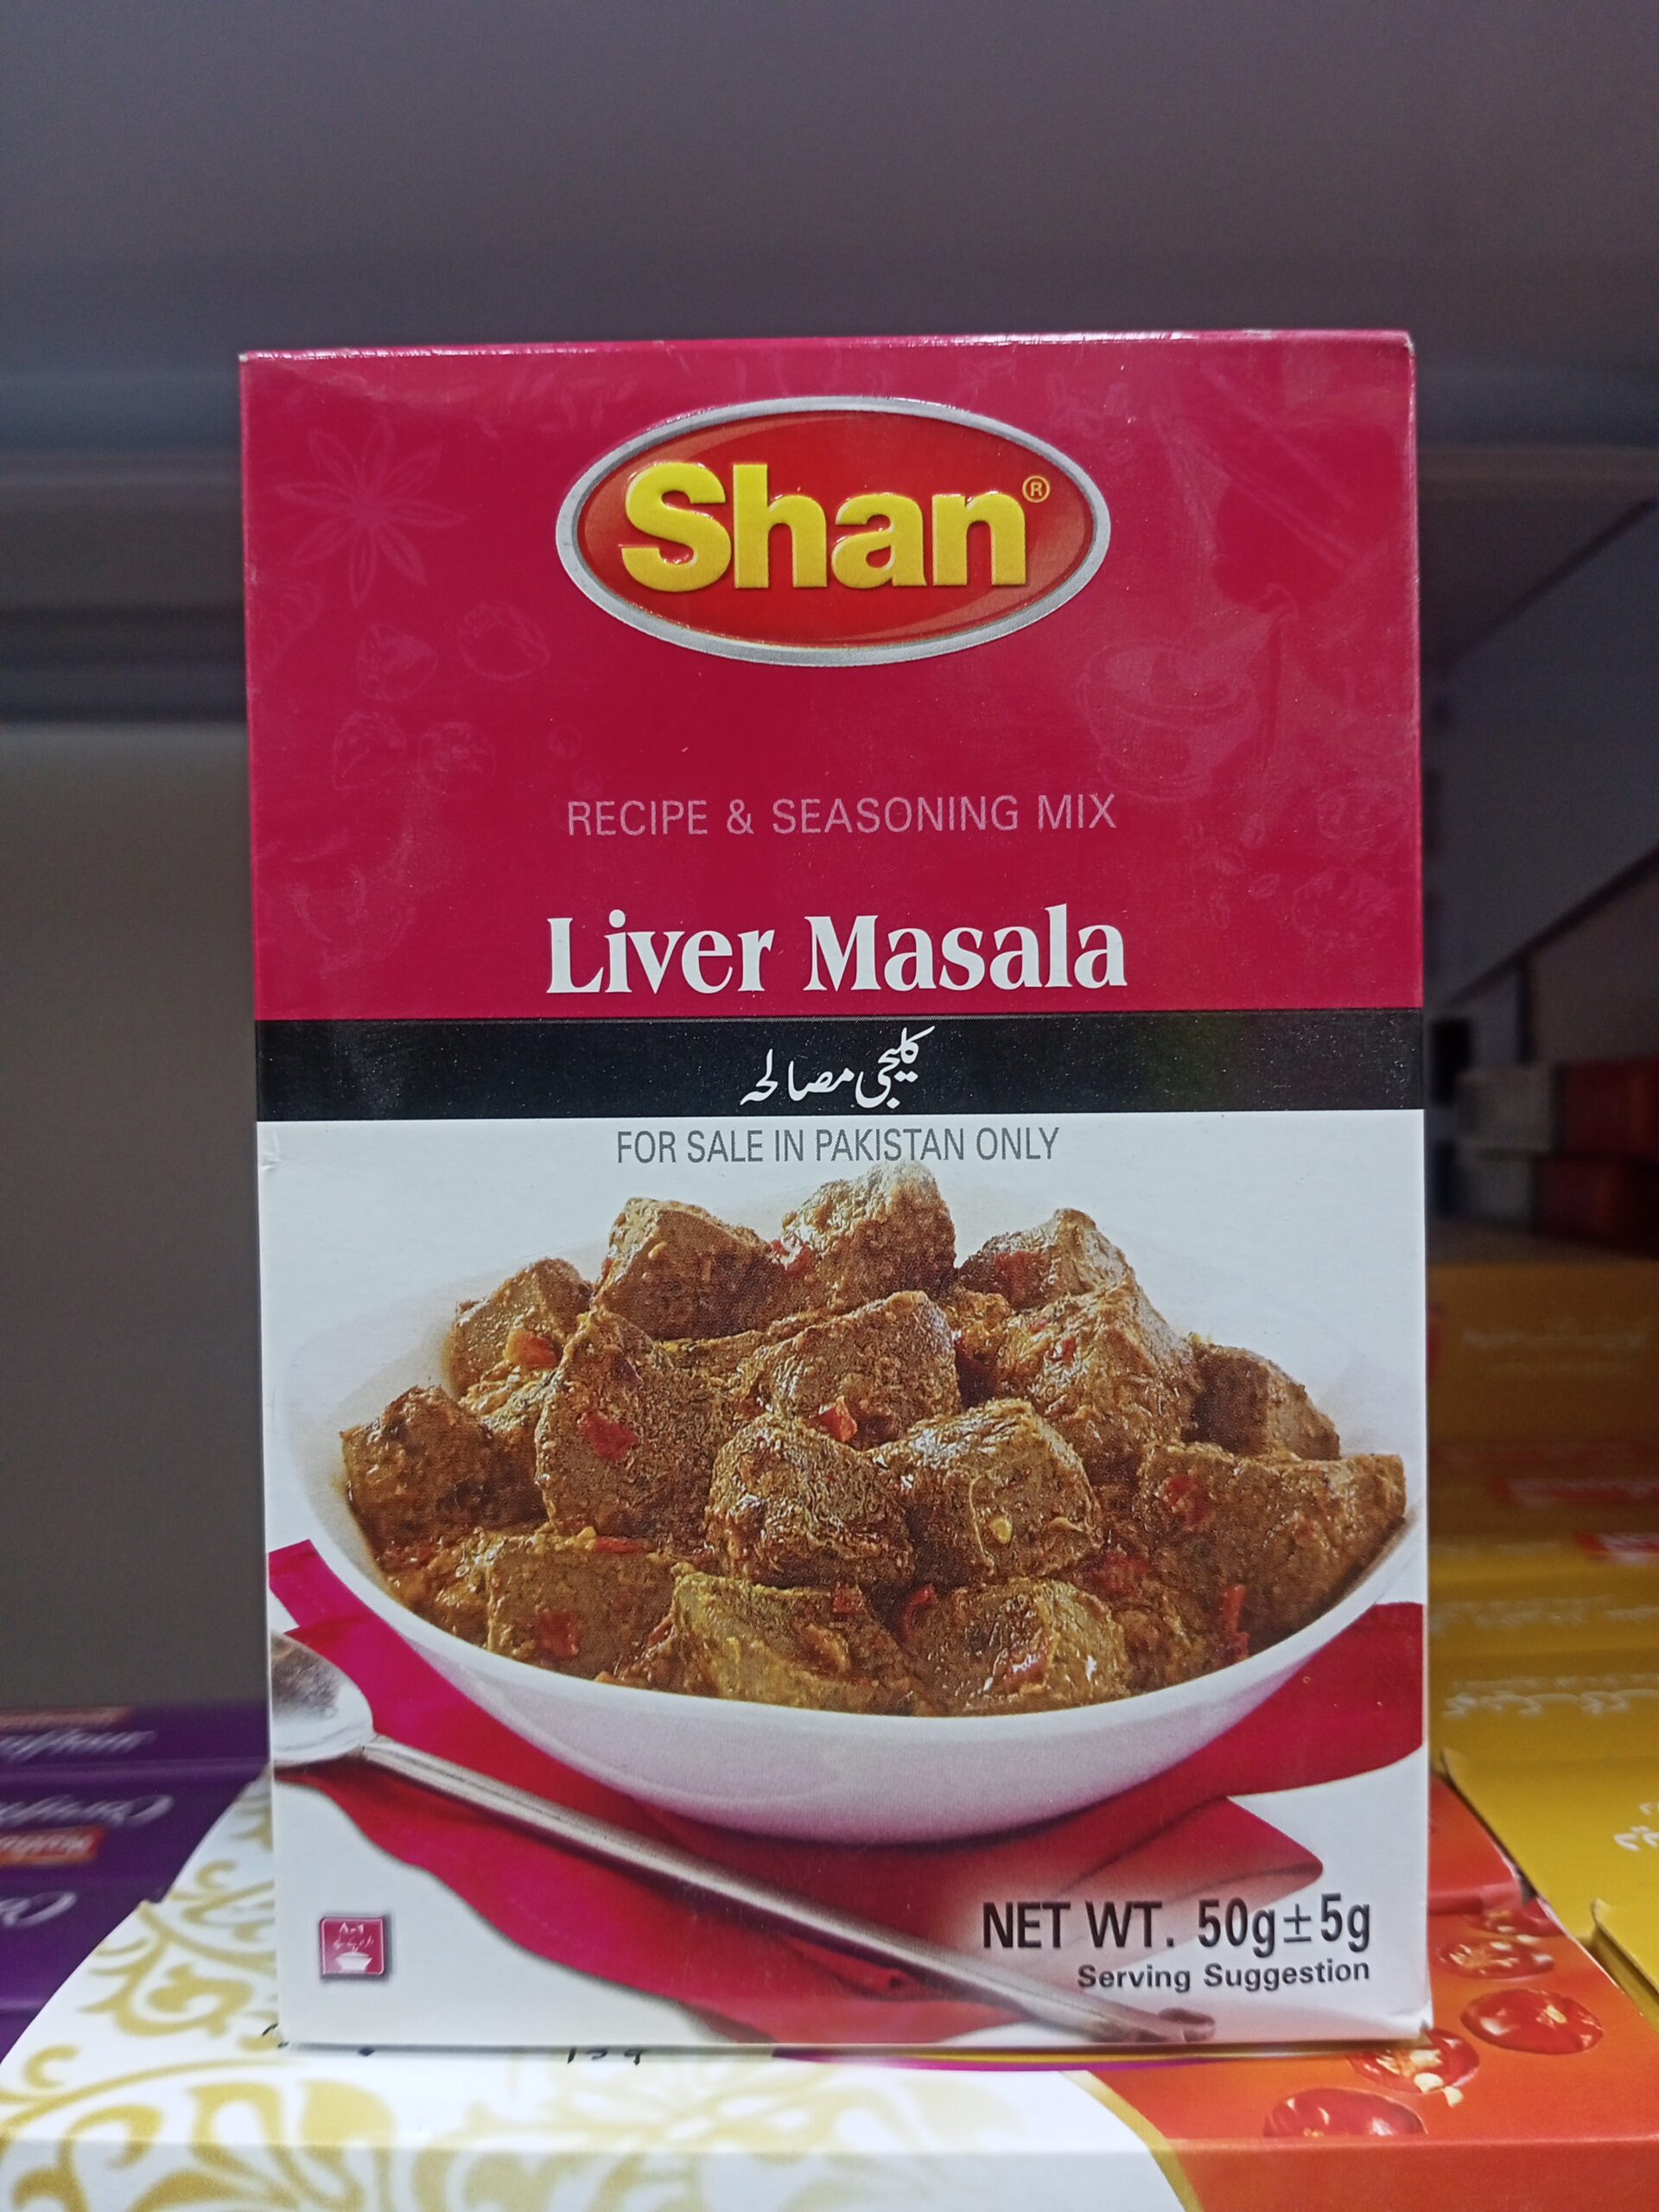 Shan®
RECIPE & SEASONING MIX
Liver Masala
کلیجی مصالحہ
FOR SALE IN PAKISTAN ONLY
NET WT. 50g±5g
Serving Suggestion